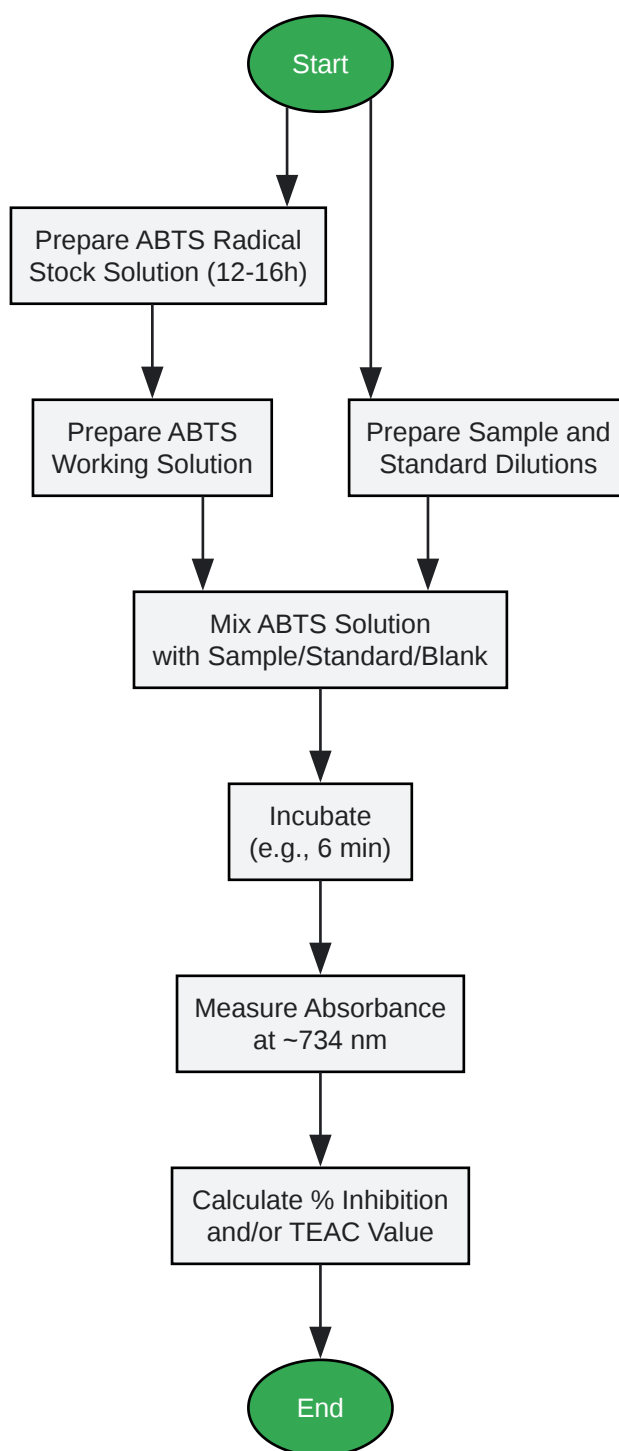 Start
Prepare ABTS Radical
Stock Solution (12-16h)
Prepare ABTS
Working Solution
Prepare Sample and
Standard Dilutions
Mix ABTS Solution
with Sample/Standard/Blank
Incubate
(e.g., 6 min)
Measure Absorbance
at ~734 nm
Calculate % Inhibition
and/or TEAC Value
End